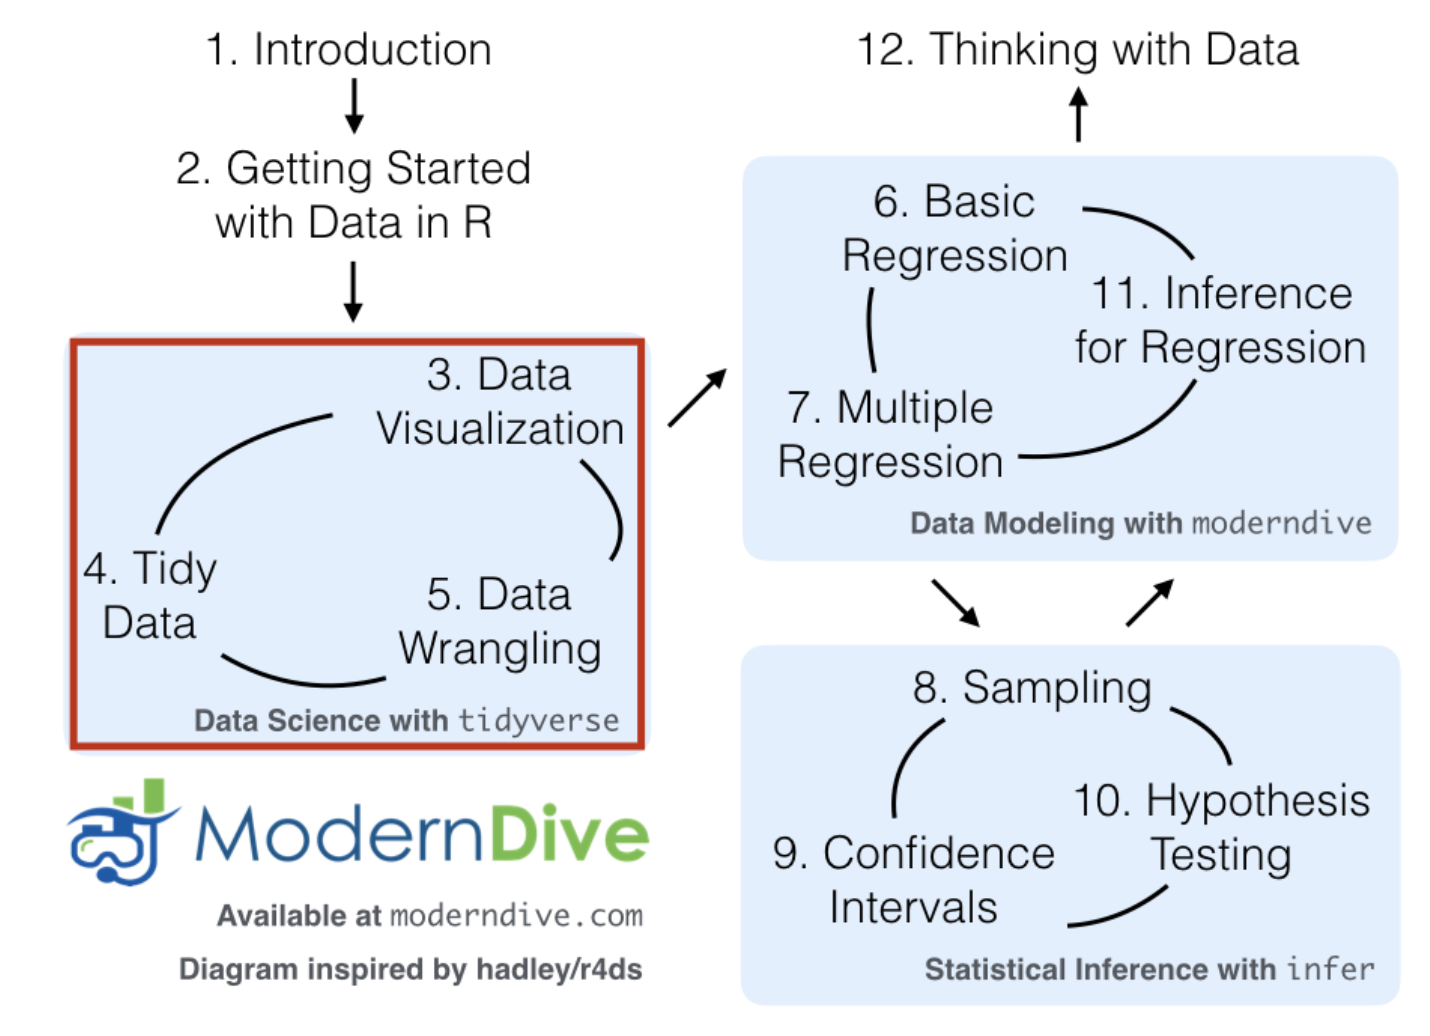 1. Introduction
2. Getting Started
with Data in R
3. Data
Visualization
4. Tidy
Data
5. Data
Wrangling
Data Science with tidyverse
ModernDive
Available at moderndive.com
Diagram inspired by hadley/r4ds
12. Thinking with Data
6. Basic
Regression
11. Inference
for Regression
7. Multiple
Regression
Data Modeling with moderndive
8. Sampling
10. Hypothesis
Testing
9. Confidence
Intervals
Statistical Inference with infer